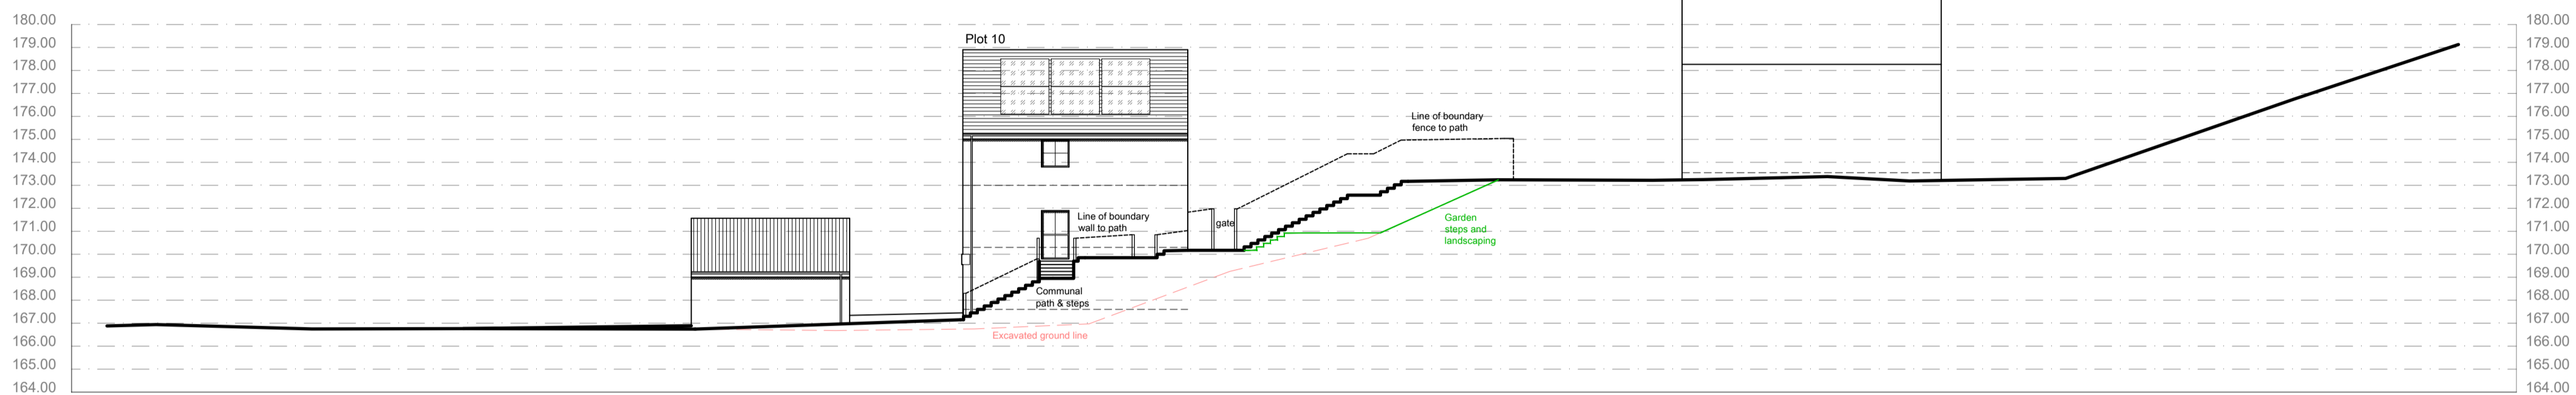 180.00
179.00
178.00
177.00
176.00
175.00
174.00
173.00
172.00
171.00
170.00
169.00
168.00
167.00
166.00
165.00
164.00
Plot 10
Line of boundary
wall to path
Communal
path & steps
Excavated ground line
gate
Line of boundary
fence to path
Garden
steps and
landscaping
180.00
179.00
178.00
177.00
176.00
175.00
174.00
173.00
172.00
171.00
170.00
169.00
168.00
167.00
166.00
165.00
164.00